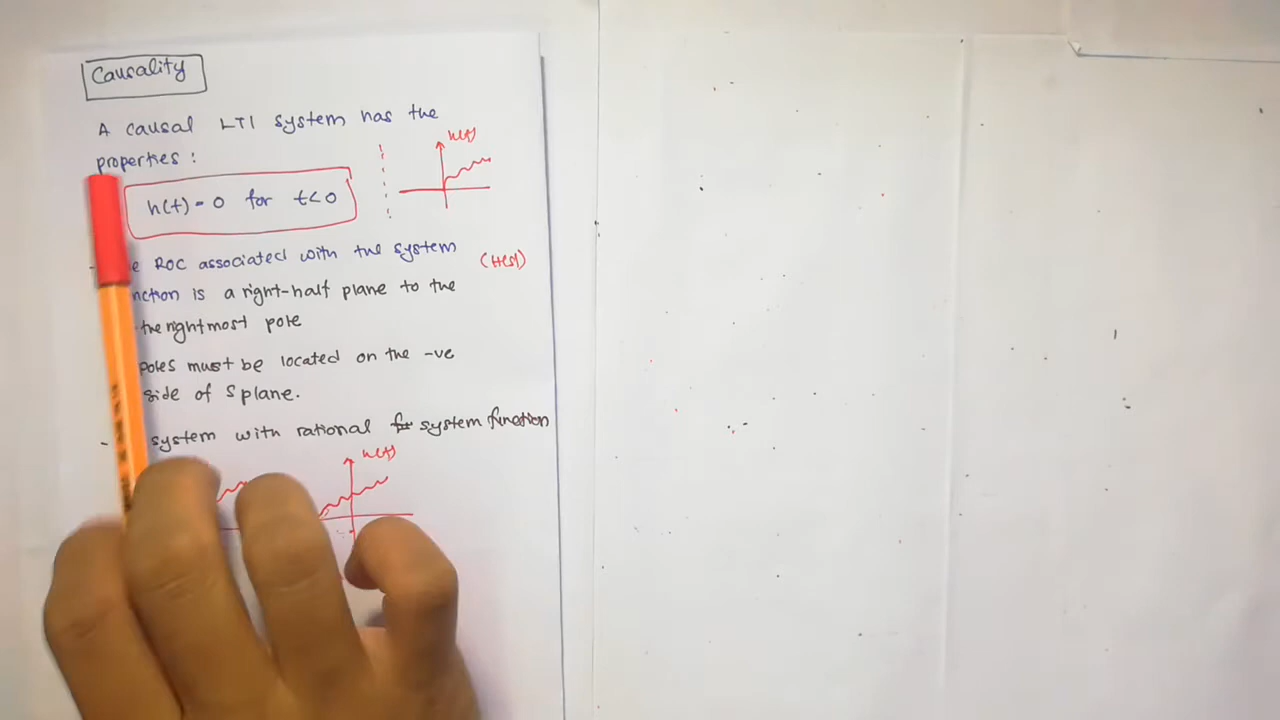 Causality
A causal LTI system has the
properties :
h(t)
h(t) = 0 for t<0
ROC associated with the system
(H(s))
is a right-half plane to the
the rightmost pole
poles must be located on the -ve
side of S plane.
- system with rational system function
h(t)